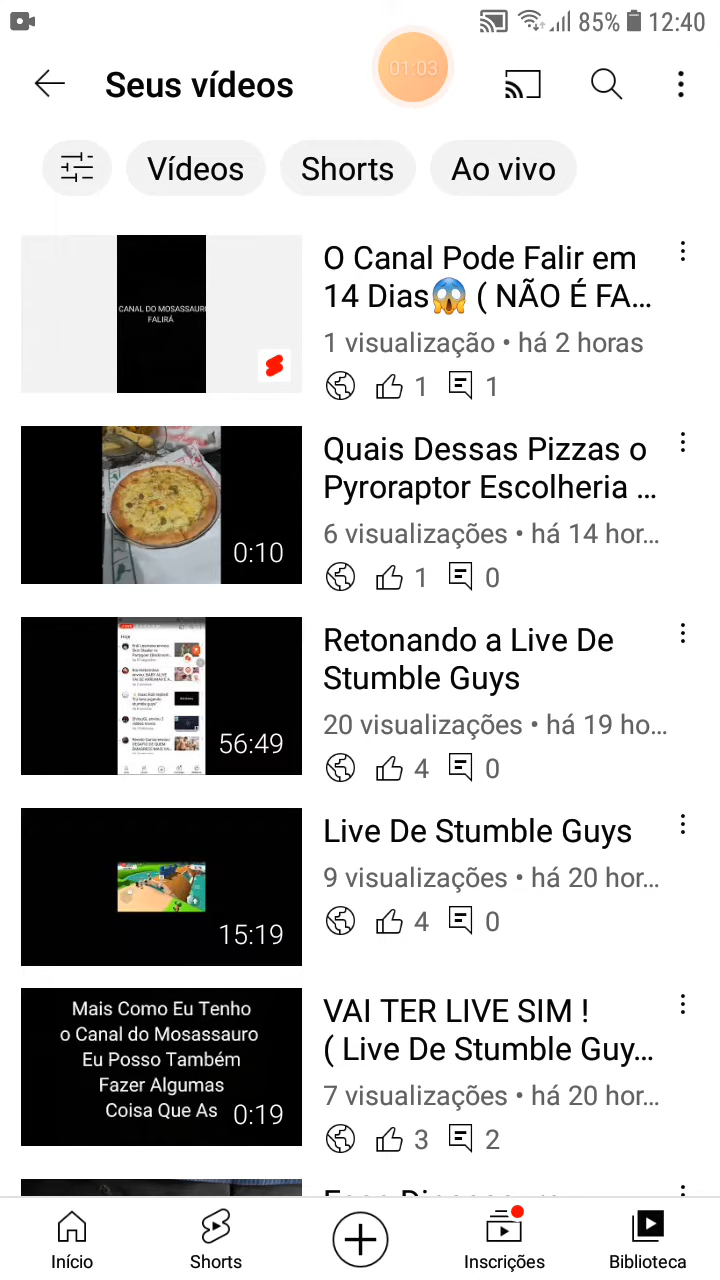 85% 12:40
Seus vídeos
01:03
Vídeos
Shorts
Ao vivo
CANAL DO MOSASSAUR
FALIRÁ
O Canal Pode Falir em
14 Dias😱 ( NÃO É FA...
1 visualização • há 2 horas
1 1
0:10
Quais Dessas Pizzas o
Pyroraptor Escolheria ...
6 visualizações • há 14 hor...
1 0
Hoje
56:49
Retonando a Live De
Stumble Guys
20 visualizações • há 19 ho...
4 0
15:19
Live De Stumble Guys
9 visualizações • há 20 hor...
4 0
Mais Como Eu Tenho
o Canal do Mosassauro
Eu Posso Também
Fazer Algumas
Coisa Que As
0:19
VAI TER LIVE SIM !
( Live De Stumble Guy...
7 visualizações • há 20 hor...
3 2
Início
Shorts
Inscrições
Biblioteca